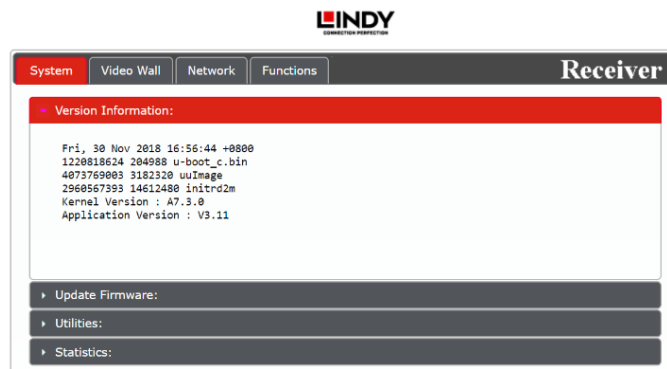 LINDY
CONNECTION PERFECTION
System Video Wall Network Functions Receiver
Version Information:
Fri, 30 Nov 2018 16:56:44 +0800
1220818624 204988 u-boot_c.bin
4073769003 3182320 uuImage
2960567393 14612480 initrd2m
Kernel Version : A7.3.0
Application Version : V3.11
Update Firmware:
Utilities:
Statistics: